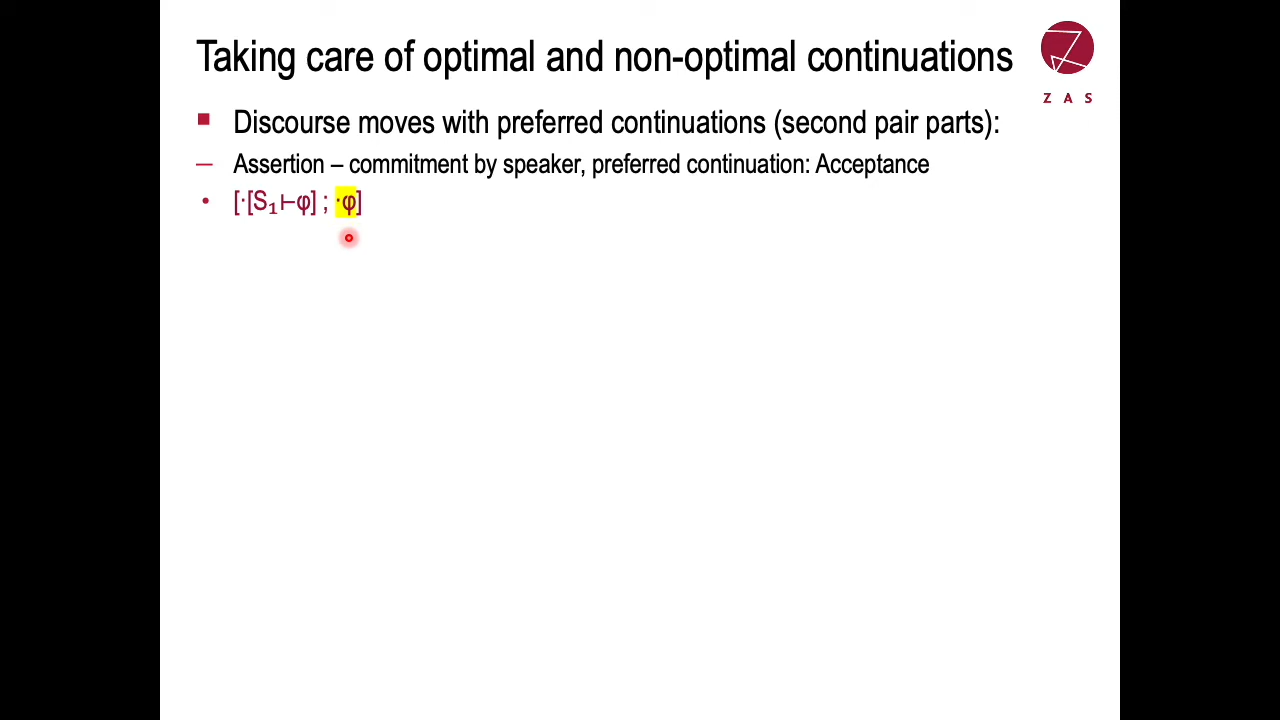 Taking care of optimal and non-optimal continuations
Z A S
Discourse moves with preferred continuations (second pair parts):
– Assertion – commitment by speaker, preferred continuation: Acceptance
• [·[S₁⊢φ] ; ·φ]